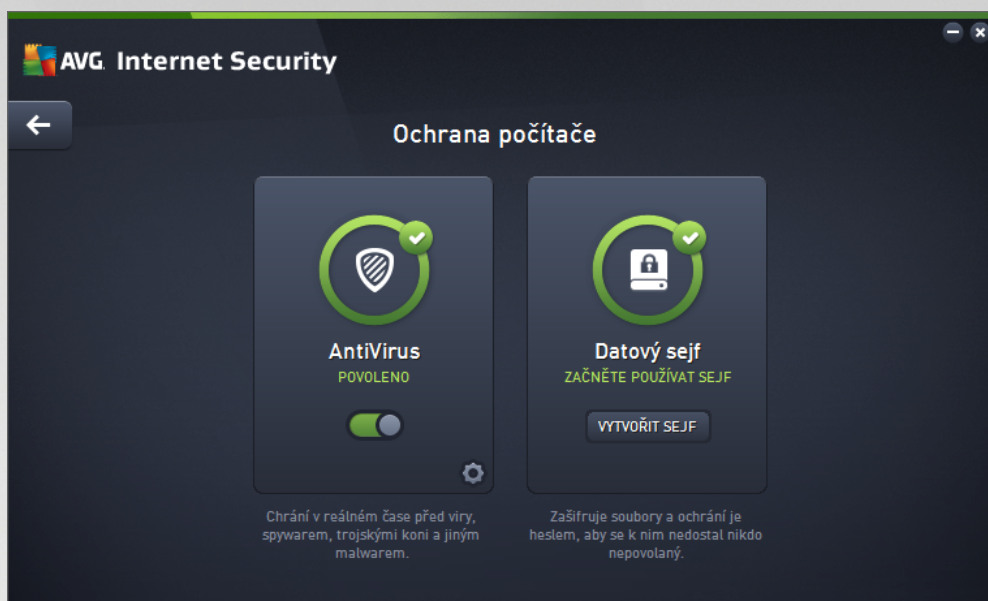 AVG. Internet Security
Ochrana počítače
AntiVirus
POVOLENO
Chrání v reálném čase před viry,
spywarem, trojskými koni a jiným
malwarem.
Datový sejf
ZAČNĚTE POUŽÍVAT SEJF
VYTVOŘIT SEJF
Zašifruje soubory a ochrání je
heslem, aby se k nim nedostal nikdo
nepovolaný.